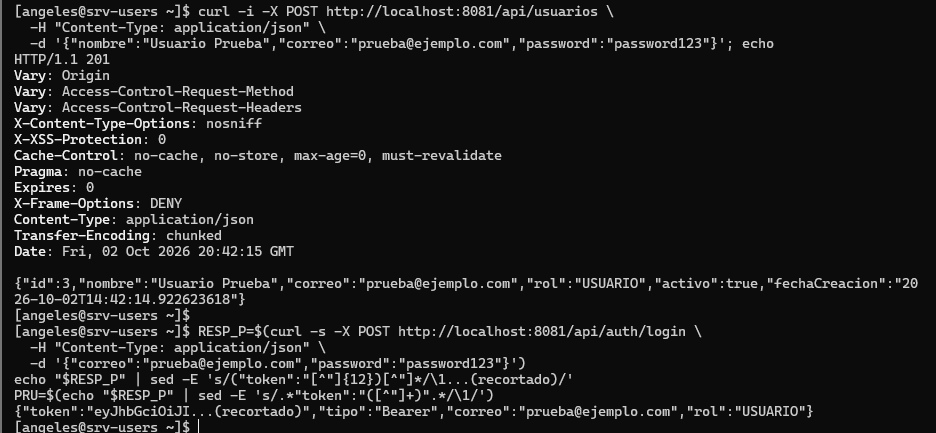 [angeles@srv-users ~]$ curl -i -X POST http://localhost:8081/api/usuarios \
  -H "Content-Type: application/json" \
  -d '{"nombre":"Usuario Prueba","correo":"prueba@ejemplo.com","password":"password123"}'; echo
HTTP/1.1 201
Vary: Origin
Vary: Access-Control-Request-Method
Vary: Access-Control-Request-Headers
X-Content-Type-Options: nosniff
X-XSS-Protection: 0
Cache-Control: no-cache, no-store, max-age=0, must-revalidate
Pragma: no-cache
Expires: 0
X-Frame-Options: DENY
Content-Type: application/json
Transfer-Encoding: chunked
Date: Fri, 02 Oct 2026 20:42:15 GMT

{"id":3,"nombre":"Usuario Prueba","correo":"prueba@ejemplo.com","rol":"USUARIO","activo":true,"fechaCreacion":"20
26-10-02T14:42:14.922623618"}
[angeles@srv-users ~]$
[angeles@srv-users ~]$ RESP_P=$(curl -s -X POST http://localhost:8081/api/auth/login \
  -H "Content-Type: application/json" \
  -d '{"correo":"prueba@ejemplo.com","password":"password123"}')
echo "$RESP_P" | sed -E 's/("token":"[^"]{12})[^"]*/\1...(recortado)/'
PRU=$(echo "$RESP_P" | sed -E 's/.*"token":"([^"]+)".*/\1/')
{"token":"eyJhbGciOiJI...(recortado)","tipo":"Bearer","correo":"prueba@ejemplo.com","rol":"USUARIO"}
[angeles@srv-users ~]$